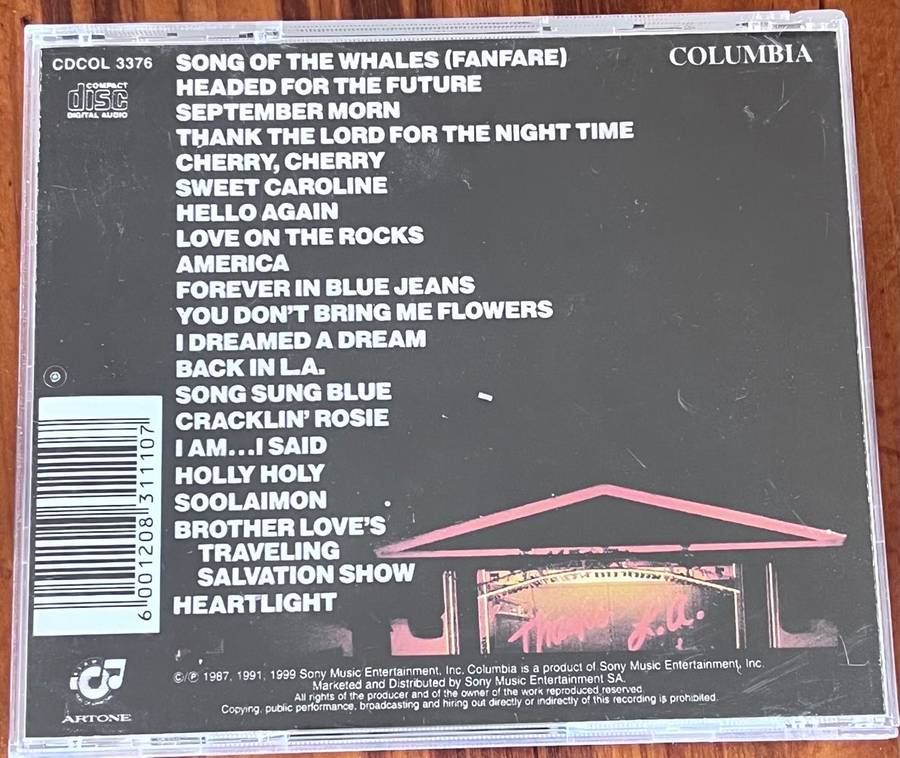 CDCOL 3376
COMPACT
disc
DIGITAL AUDIO
COLUMBIA
SONG OF THE WHALES (FANFARE)
HEADED FOR THE FUTURE
SEPTEMBER MORN
THANK THE LORD FOR THE NIGHT TIME
CHERRY, CHERRY
SWEET CAROLINE
HELLO AGAIN
LOVE ON THE ROCKS
AMERICA
FOREVER IN BLUE JEANS
YOU DON'T BRING ME FLOWERS
I DREAMED A DREAM
BACK IN L.A.
SONG SUNG BLUE
CRACKLIN' ROSIE
I AM...I SAID
HOLLY HOLY
SOOLAIMON
BROTHER LOVE'S
TRAVELING
SALVATION SHOW
HEARTLIGHT
6 001208 311107
Thanks L.A.
©/℗ 1987, 1991, 1999 Sony Music Entertainment, Inc. Columbia is a product of Sony Music Entertainment, Inc.
Marketed and Distributed by Sony Music Entertainment SA.
All rights of the producer and of the owner of the work reproduced reserved.
Copying, public performance, broadcasting and hiring out directly or indirectly of this recording is prohibited.
ARTONE